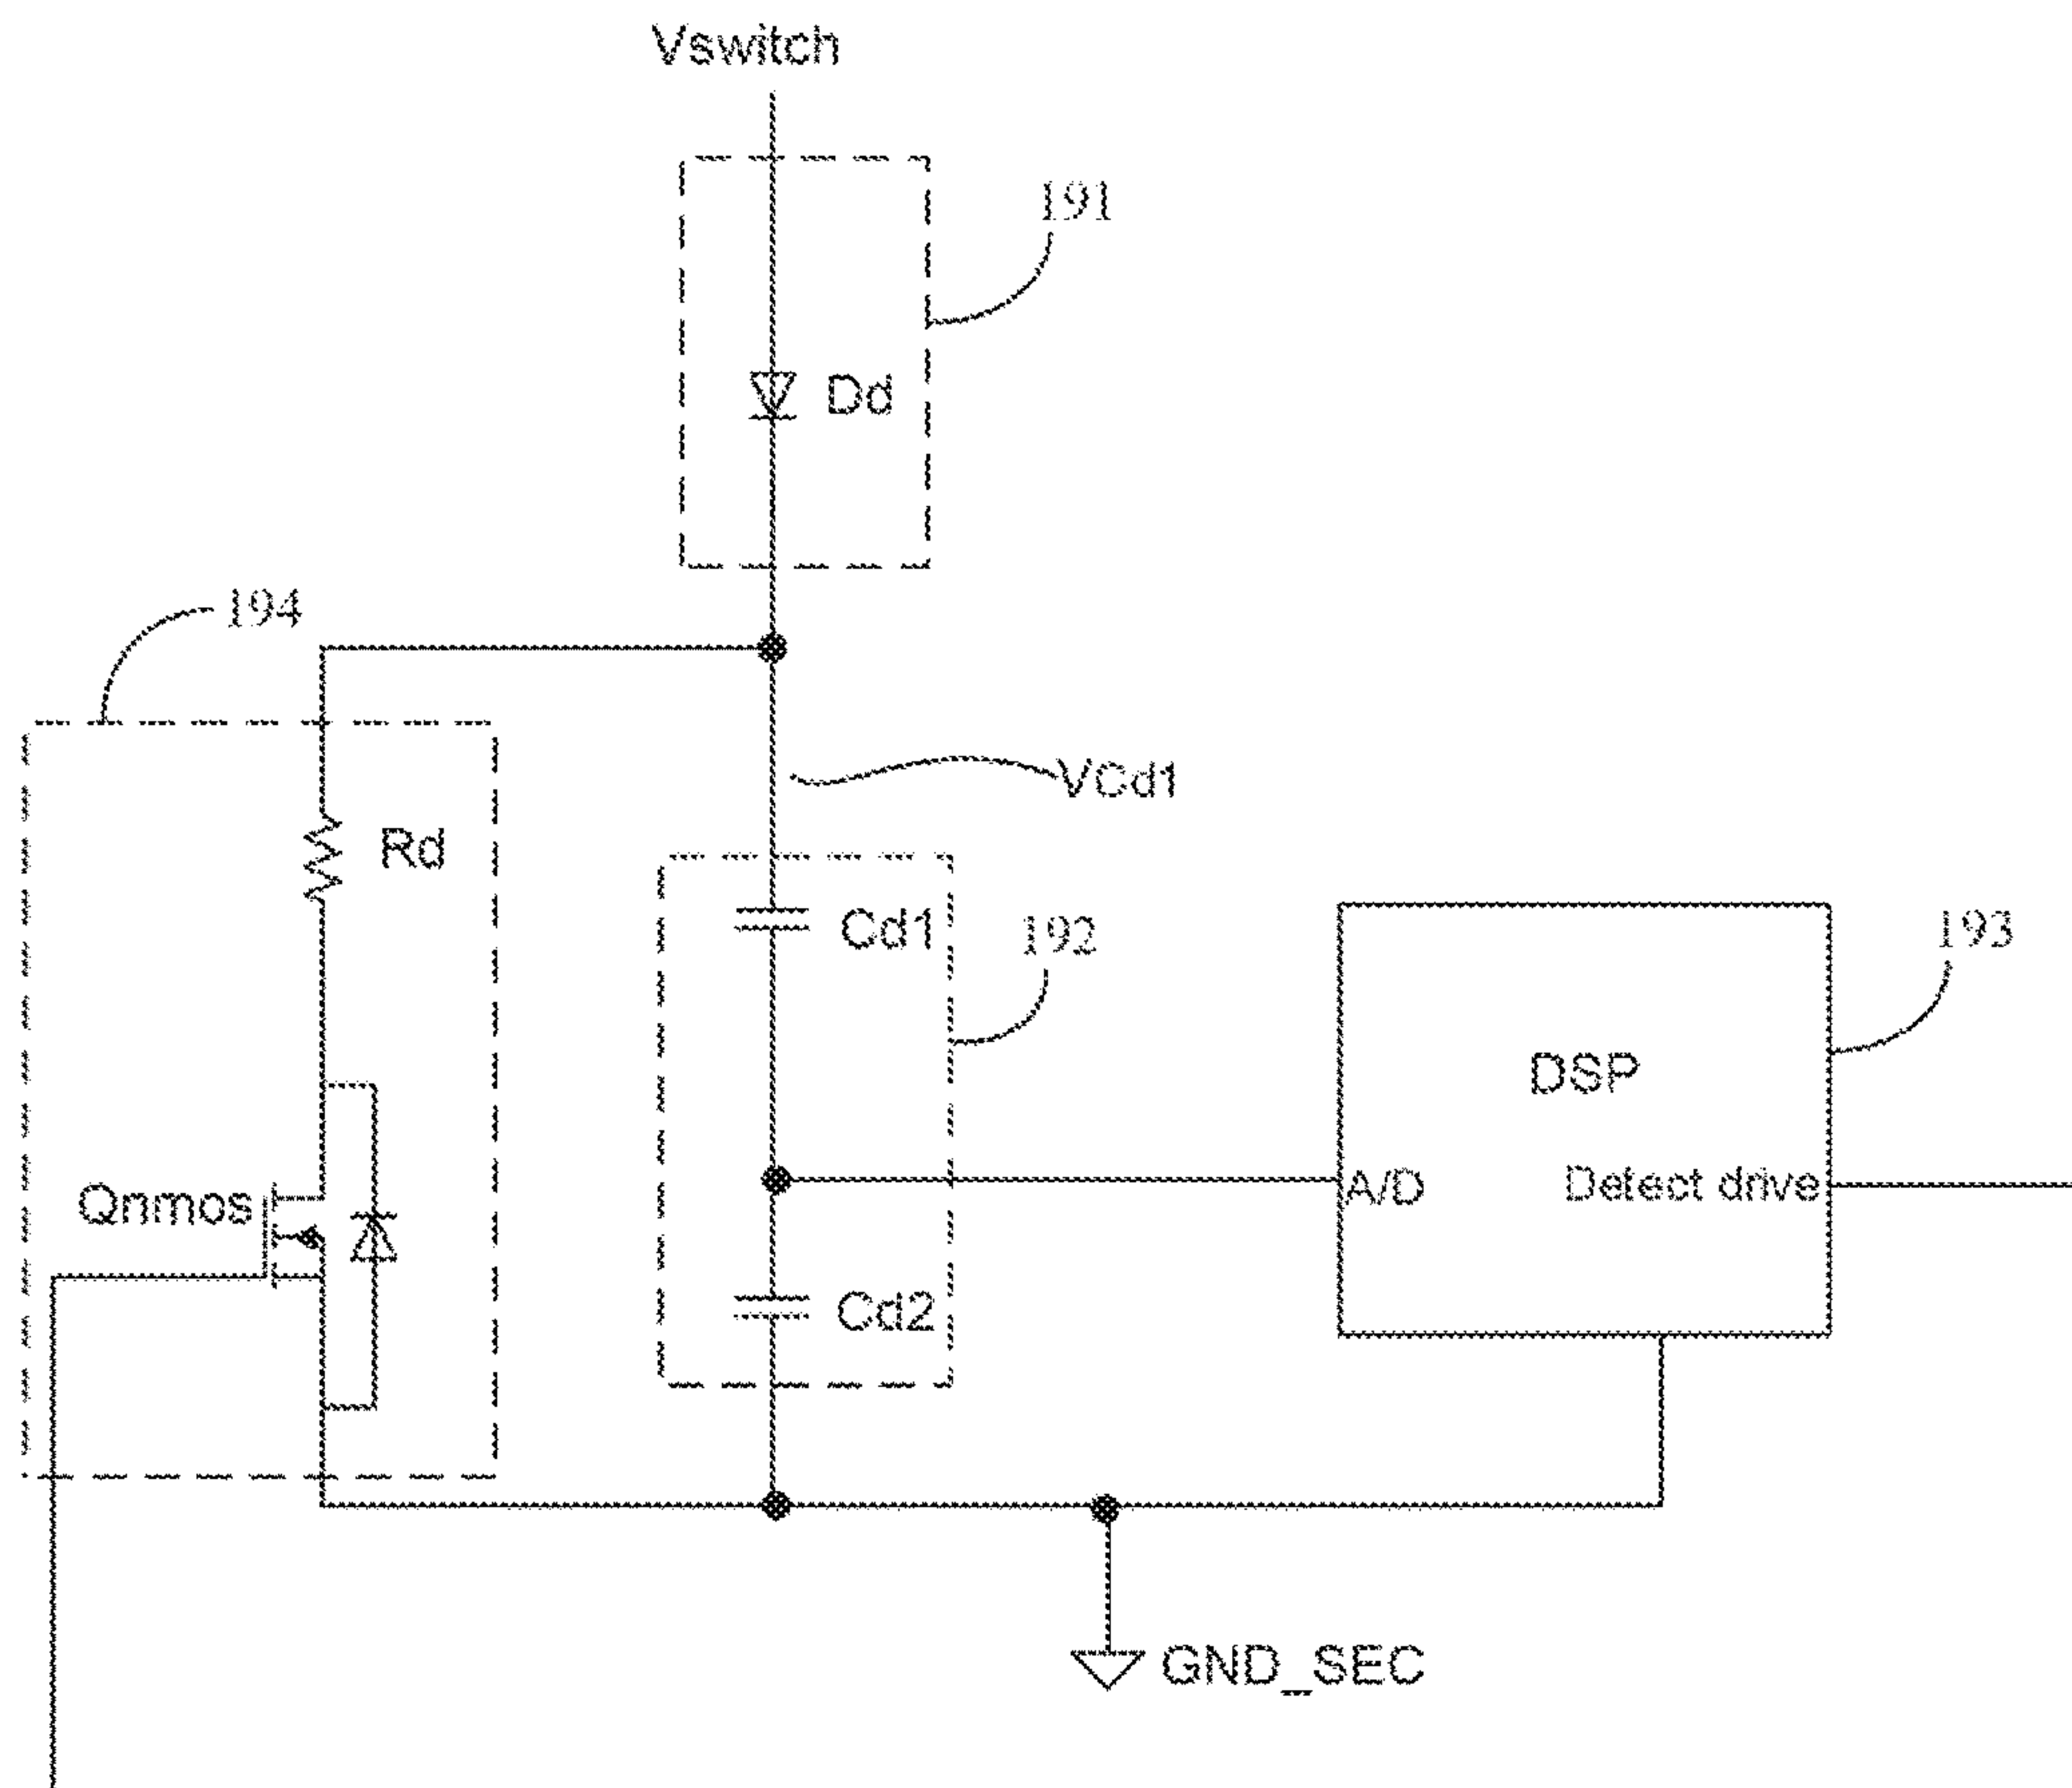 Vswitch
191
Dd
194
VCd1
Rd
Cd1
192
193
DSP
A/D
Detect drive
Qnmos
Cd2
GND_SEC